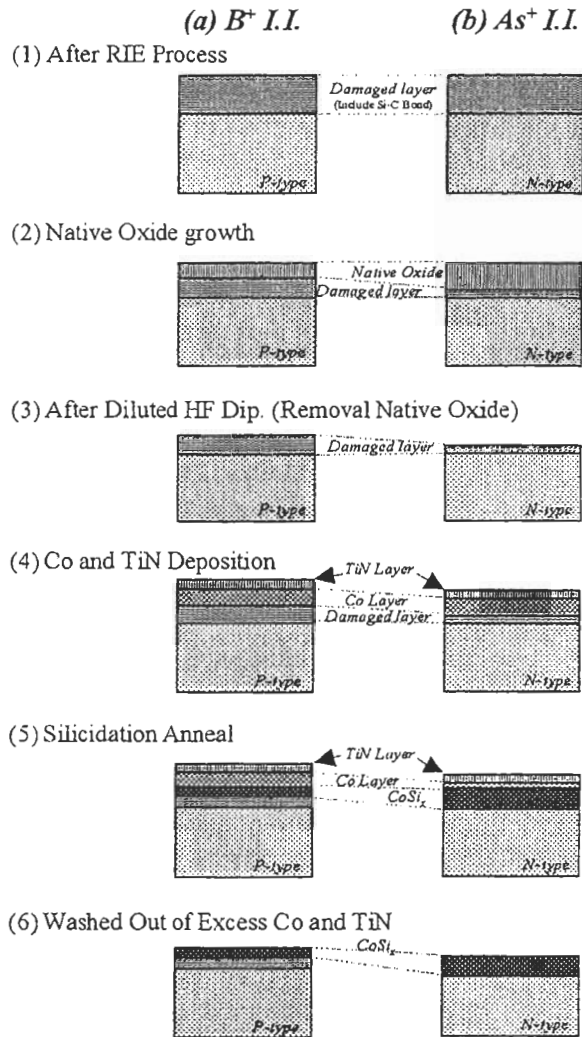 (a) B⁺ I.I. (b) As⁺ I.I.
(1) After RIE Process
Damaged layer
(Include Si-C Bond)
P-type N-type
(2) Native Oxide growth
Native Oxide
Damaged layer
P-type N-type
(3) After Diluted HF Dip. (Removal Native Oxide)
Damaged layer
P-type N-type
(4) Co and TiN Deposition
TiN Layer
Co Layer
Damaged layer
P-type N-type
(5) Silicidation Anneal
TiN Layer
Co Layer
CoSiₓ
P-type N-type
(6) Washed Out of Excess Co and TiN
CoSiₓ
P-type N-type